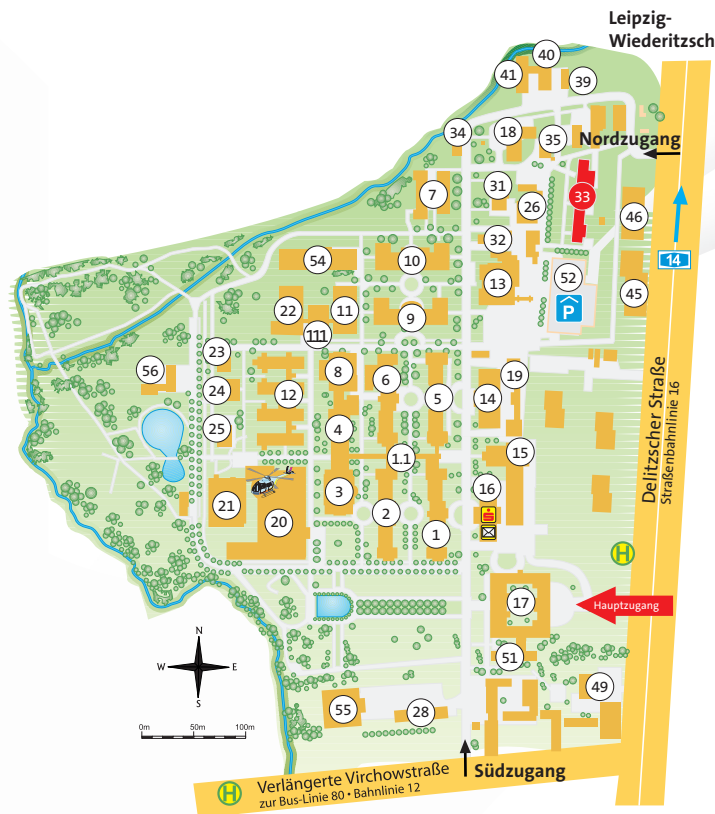 Leipzig-
Wiederitzsch
40
41
39
34
18
35
Nordzugang
7
31
33
26
46
32
54
10
14
52
13
P
45
22
11
9
111
23
56
8
6
19
24
12
5
14
25
4
1.1
15
3
16
S
21
20
2
1
H
17
Hauptzugang
51
Delitzscher Straße
Straßenbahnlinie 16
N
W
E
S
49
0m 50m 100m
55
28
Südzugang
H
Verlängerte Virchowstraße
zur Bus-Linie 80 • Bahnlinie 12